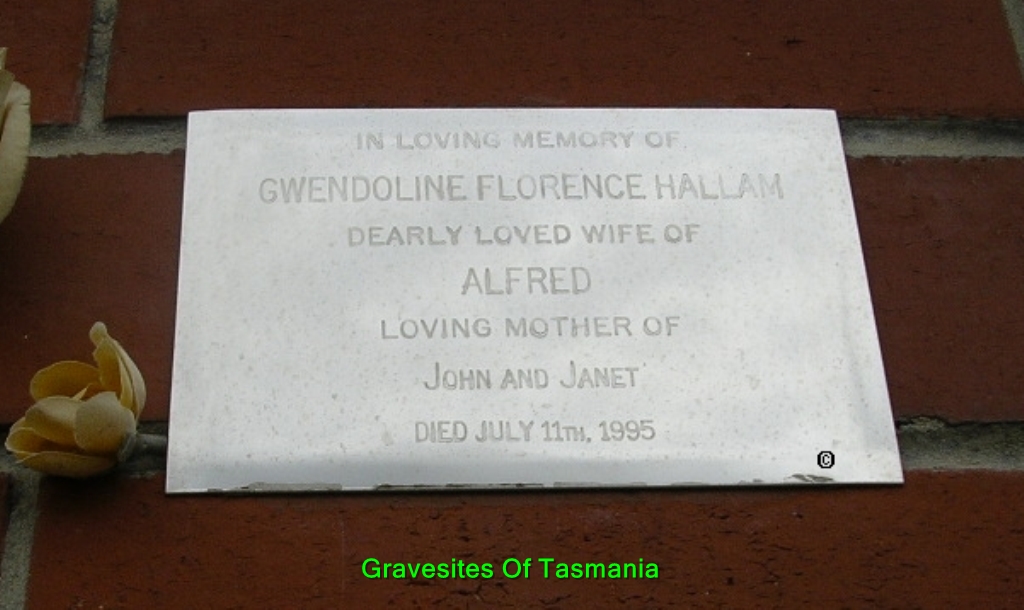 IN LOVING MEMORY OF
GWENDOLINE FLORENCE HALLAM
DEARLY LOVED WIFE OF
ALFRED
LOVING MOTHER OF
JOHN AND JANET
DIED JULY 11TH, 1995
©
Gravesites Of Tasmania